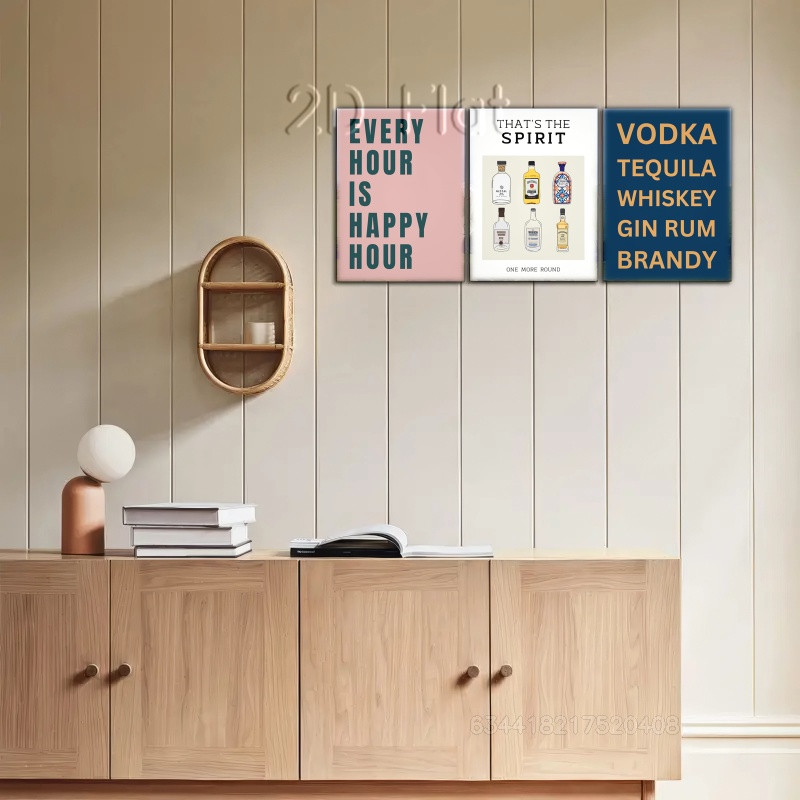 2D Flat
EVERY
HOUR
IS
HAPPY
HOUR
THAT'S THE
SPIRIT
ONE MORE ROUND
VODKA
TEQUILA
WHISKEY
GIN RUM
BRANDY
634418217520408